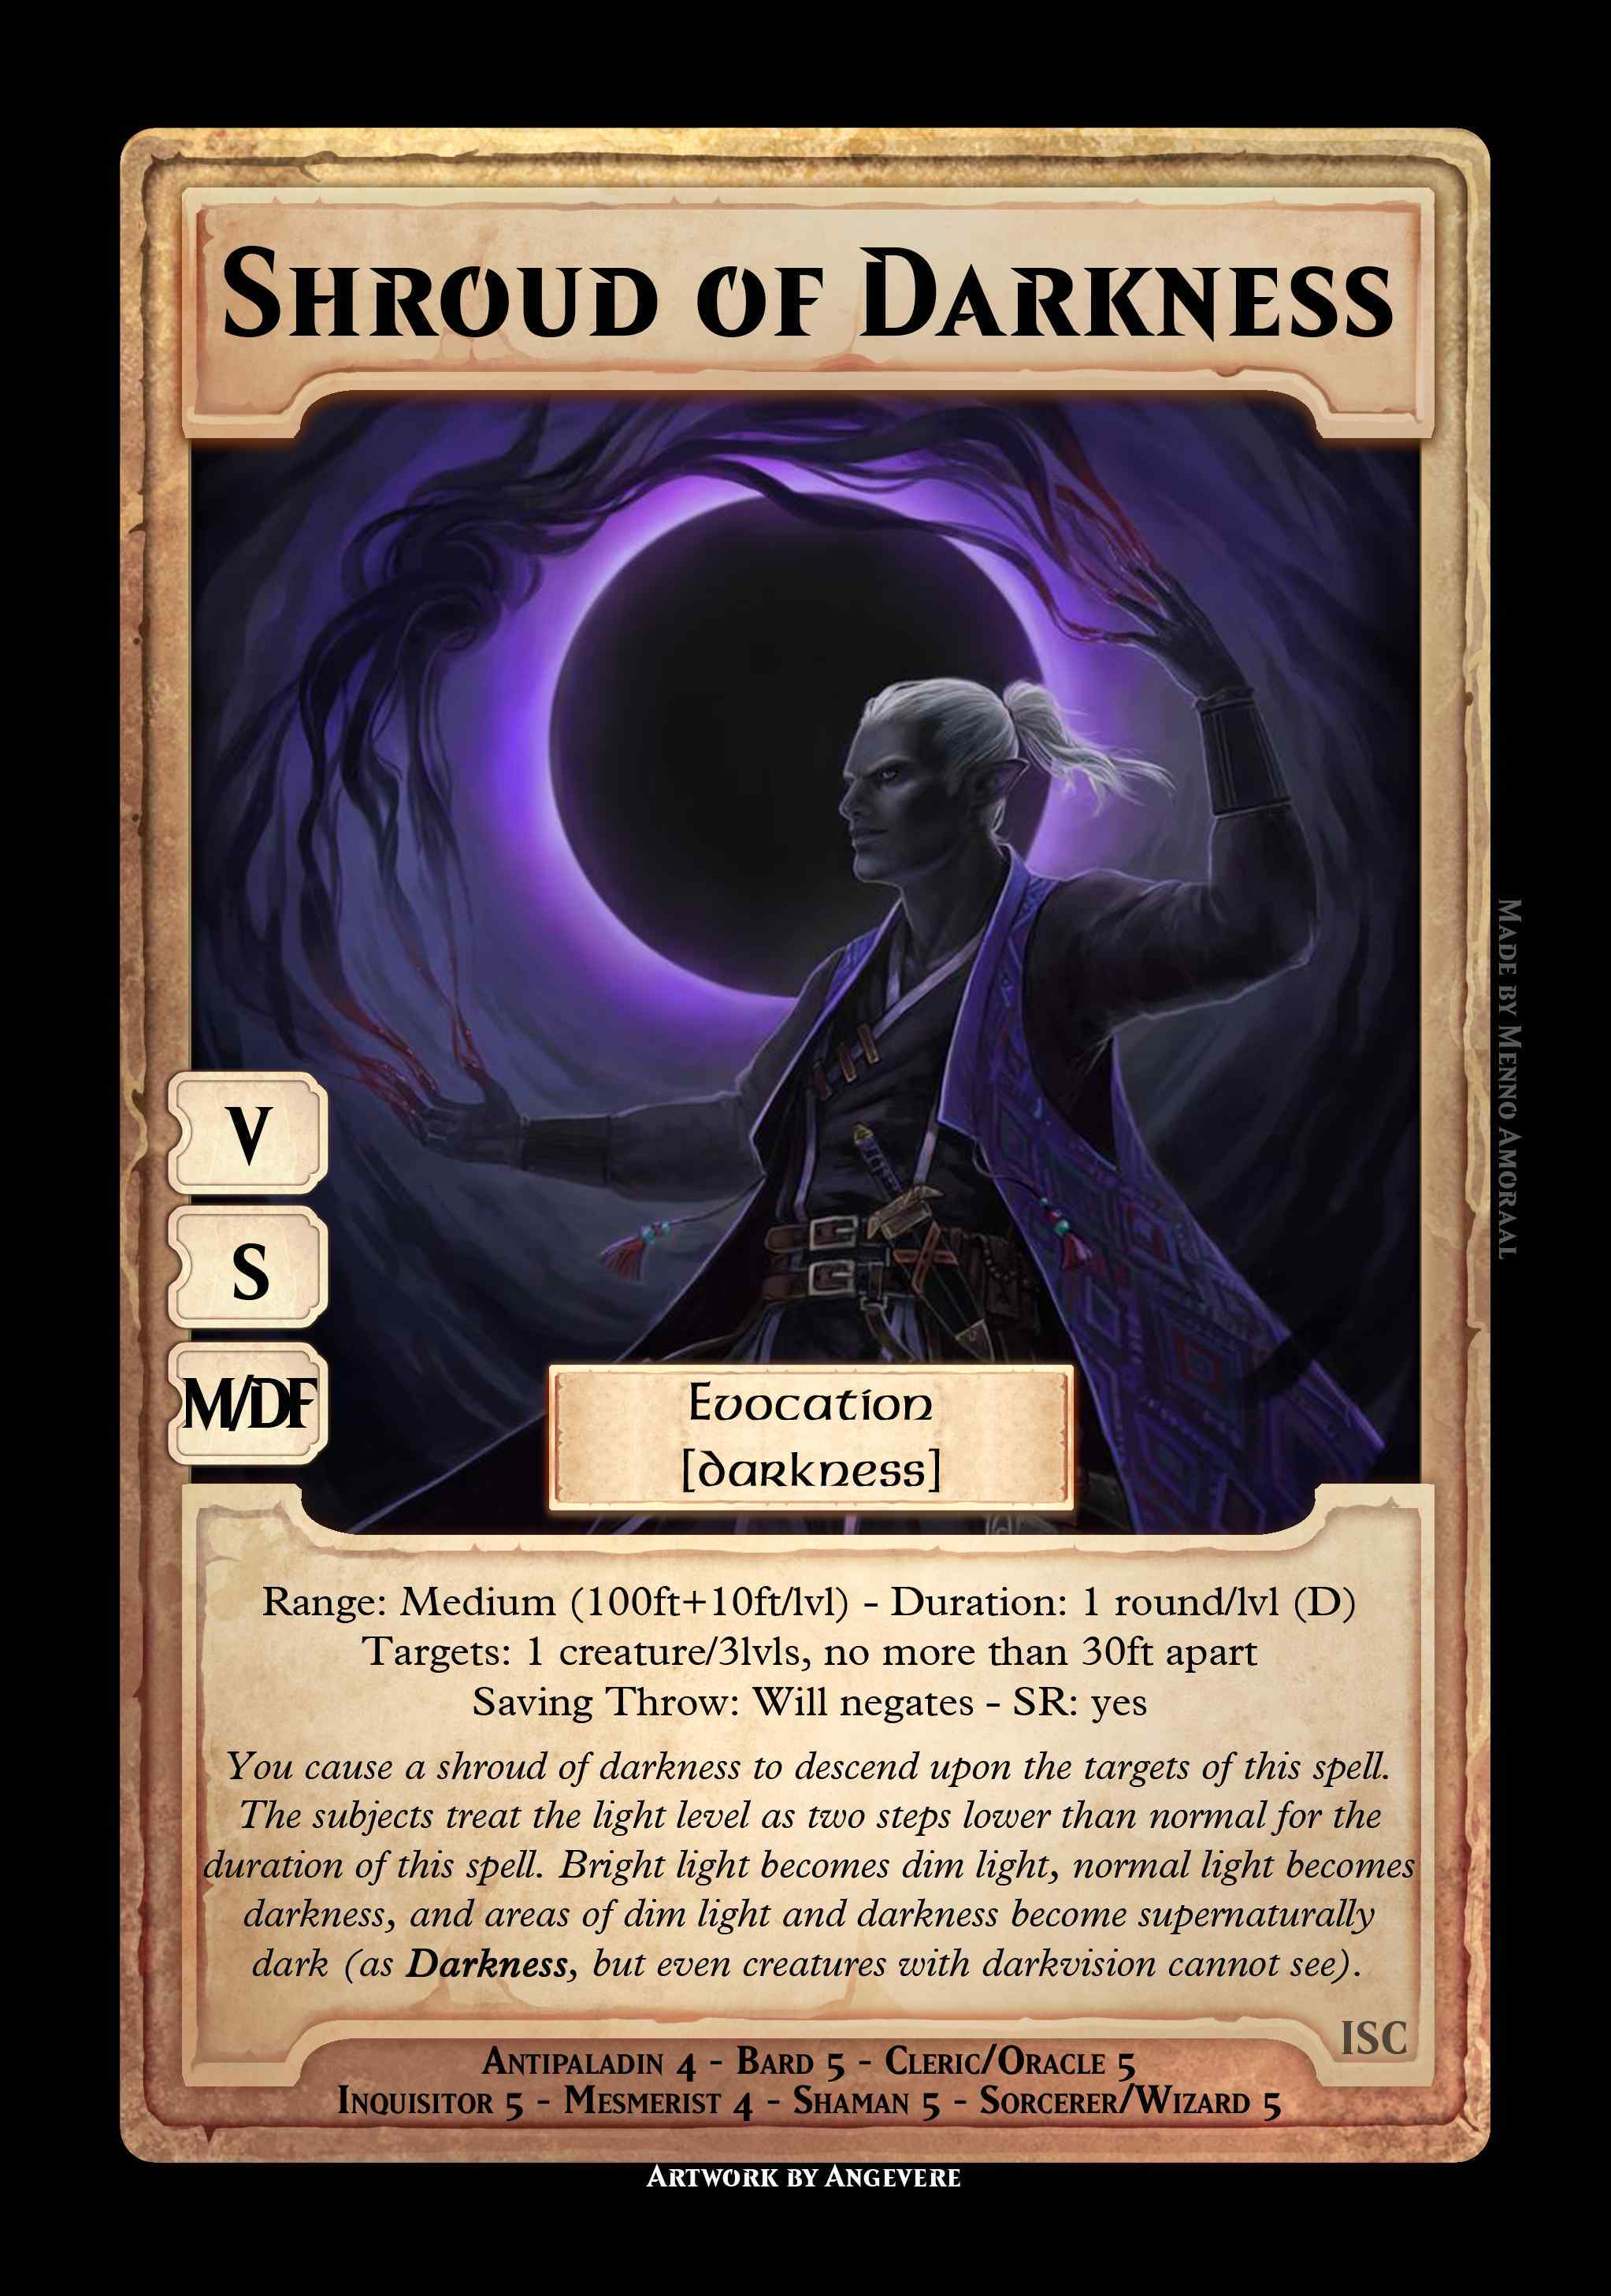 Shroud of Darkness
V
S
M/DF
Evocation
[darkness]
Range: Medium (100ft+10ft/lvl) - Duration: 1 round/lvl (D)
Targets: 1 creature/3lvls, no more than 30ft apart
Saving Throw: Will negates - SR: yes
You cause a shroud of darkness to descend upon the targets of this spell.
The subjects treat the light level as two steps lower than normal for the
duration of this spell. Bright light becomes dim light, normal light becomes
darkness, and areas of dim light and darkness become supernaturally
dark (as Darkness, but even creatures with darkvision cannot see).
ISC
Antipaladin 4 - Bard 5 - Cleric/Oracle 5
Inquisitor 5 - Mesmerist 4 - Shaman 5 - Sorcerer/Wizard 5
Artwork by Angevere
Made by Menno Amoraal